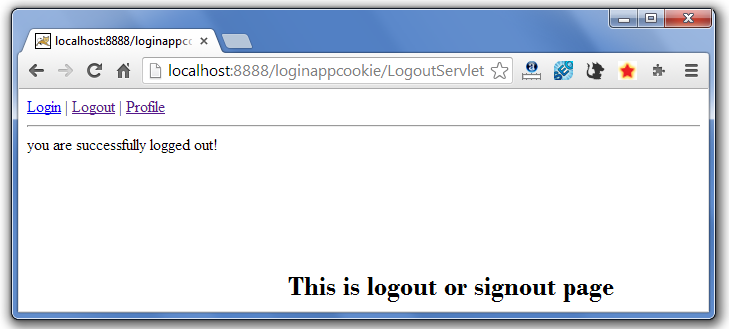 localhost:8888/loginappco
localhost:8888/loginappcookie/LogoutServlet
Login | Logout | Profile
you are successfully logged out!
This is logout or signout page